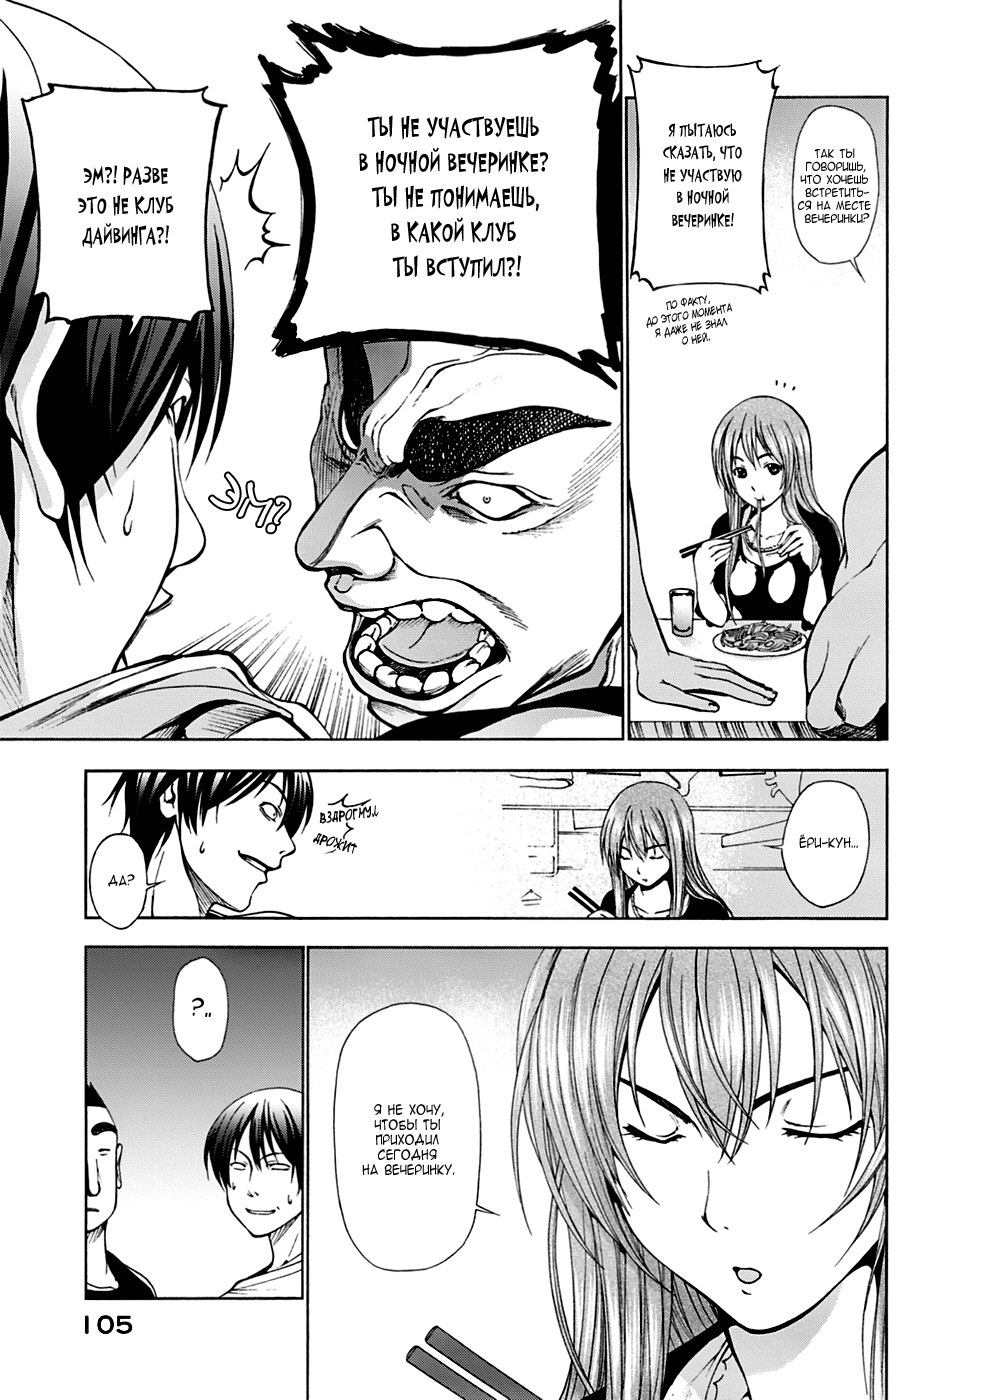 ТАК ТЫ
ГОВОРИШЬ,
ЧТО ХОЧЕШЬ
ВСТРЕТИТЬ-
СЯ НА МЕСТЕ
ВЕЧЕРИНКИ?
Я ПЫТАЮСЬ
СКАЗАТЬ, ЧТО
НЕ УЧАСТВУЮ
В НОЧНОЙ
ВЕЧЕРИНКЕ!
ПО ФАКТУ,
ДО ЭТОГО МОМЕНТА
Я ДАЖЕ НЕ ЗНАЛ
О НЕЙ.
ТЫ НЕ УЧАСТВУЕШЬ
В НОЧНОЙ ВЕЧЕРИНКЕ?
ТЫ НЕ ПОНИМАЕШЬ,
В КАКОЙ КЛУБ
ТЫ ВСТУПИЛ?!
ЭМ?! РАЗВЕ
ЭТО НЕ КЛУБ
ДАЙВИНГА?!
ЭМ?
ЁРИ-КУН...
ВЗДРОГНУЛ
ДРОЖИТ
ДА?
Я НЕ ХОЧУ,
ЧТОБЫ ТЫ
ПРИХОДИЛ
СЕГОДНЯ
НА ВЕЧЕРИНКУ.
?..
105